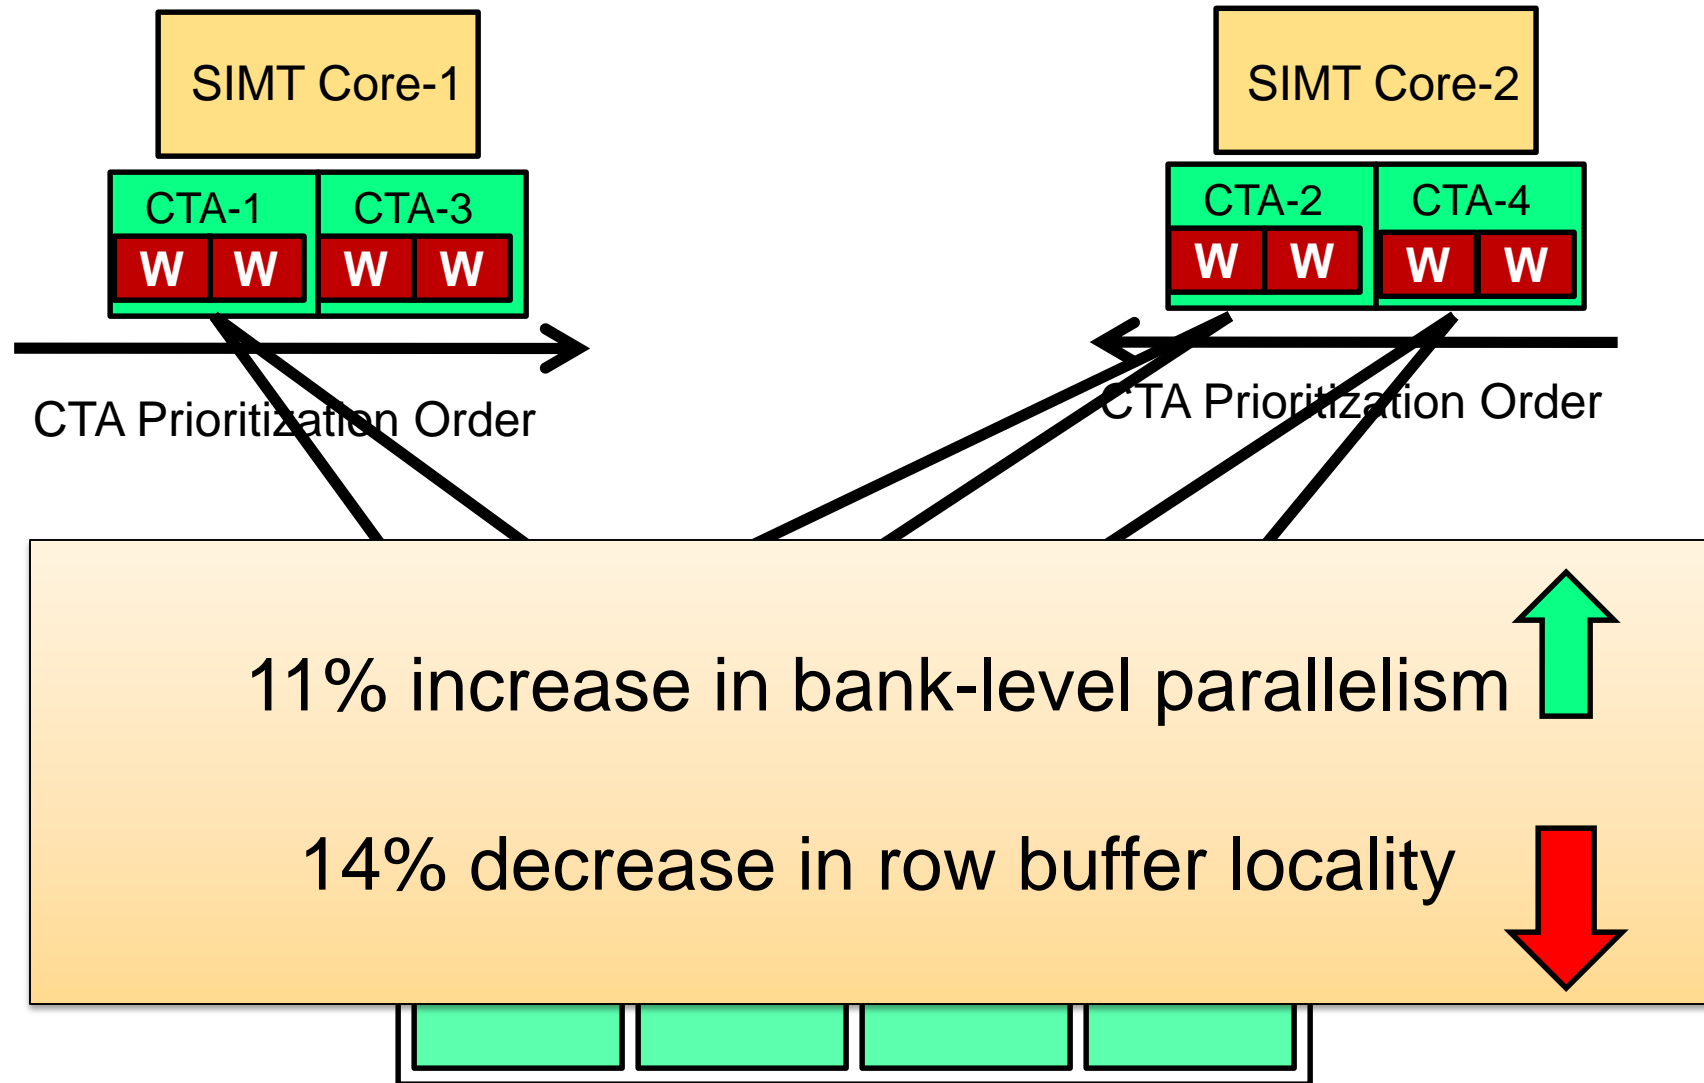 SIMT Core-1
SIMT Core-2
CTA-1 CTA-3
W W W W
CTA-2 CTA-4
W W W W
CTA Prioritization Order
CTA Prioritization Order
11% increase in bank-level parallelism
14% decrease in row buffer locality